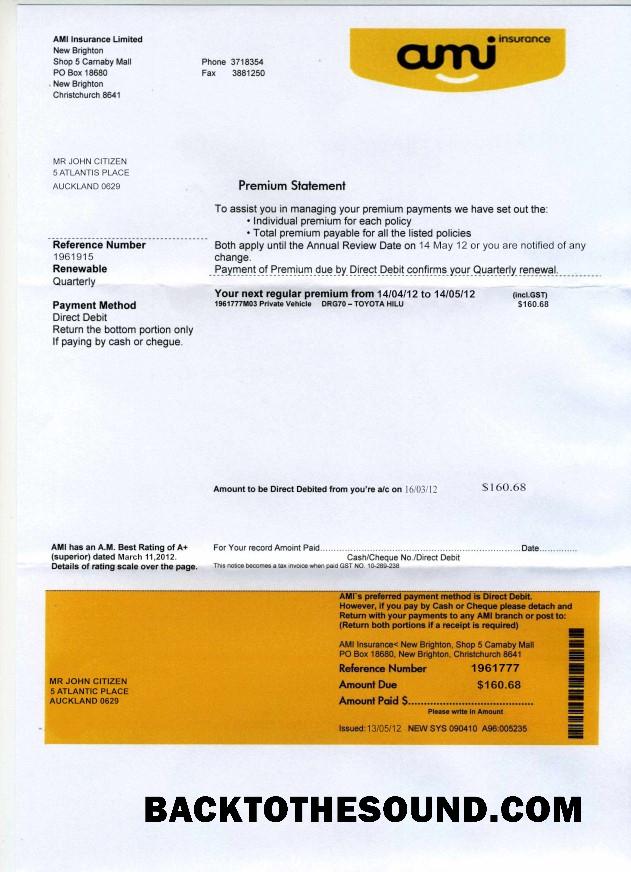 AMI Insurance Limited
New Brighton
Shop 5 Carnaby Mall
PO Box 18680
New Brighton
Christchurch 8641
Phone 3718354
Fax 3881250
ami insurance
MR JOHN CITIZEN
5 ATLANTIS PLACE
AUCKLAND 0629
Premium Statement
To assist you in managing your premium payments we have set out the:
• Individual premium for each policy
• Total premium payable for all the listed policies
Both apply until the Annual Review Date on 14 May 12 or you are notified of any
change.
Payment of Premium due by Direct Debit confirms your Quarterly renewal.
Reference Number
1961915
Renewable
Quarterly
Payment Method
Direct Debit
Return the bottom portion only
If paying by cash or chegue.
Your next regular premium from 14/04/12 to 14/05/12 (incl.GST)
1961777M03 Private Vehicle DRG70 – TOYOTA HILU $160.68
Amount to be Direct Debited from you're a/c on 16/03/12 $160.68
AMI has an A.M. Best Rating of A+
(superior) dated March 11,2012.
Details of rating scale over the page.
For Your record Amoint Paid..........Date..........
Cash/Cheque No./Direct Debit
This notice becomes a tax invoice when paid GST NO. 10-289-238
AMI's preferred payment method is Direct Debit.
However, if you pay by Cash or Cheque please detach and
Return with your payments to any AMI branch or post to:
(Return both portions if a receipt is required)
AMI Insurance< New Brighton, Shop 5 Carnaby Mall
PO Box 18680, New Brighton, Christchurch 8641
Reference Number 1961777
Amount Due $160.68
Amount Paid $..........
Please write in Amount
Issued: 13/05/12 NEW SYS 090410 A96:005235
MR JOHN CITIZEN
5 ATLANTIC PLACE
AUCKLAND 0629
BACKTOTHESOUND.COM